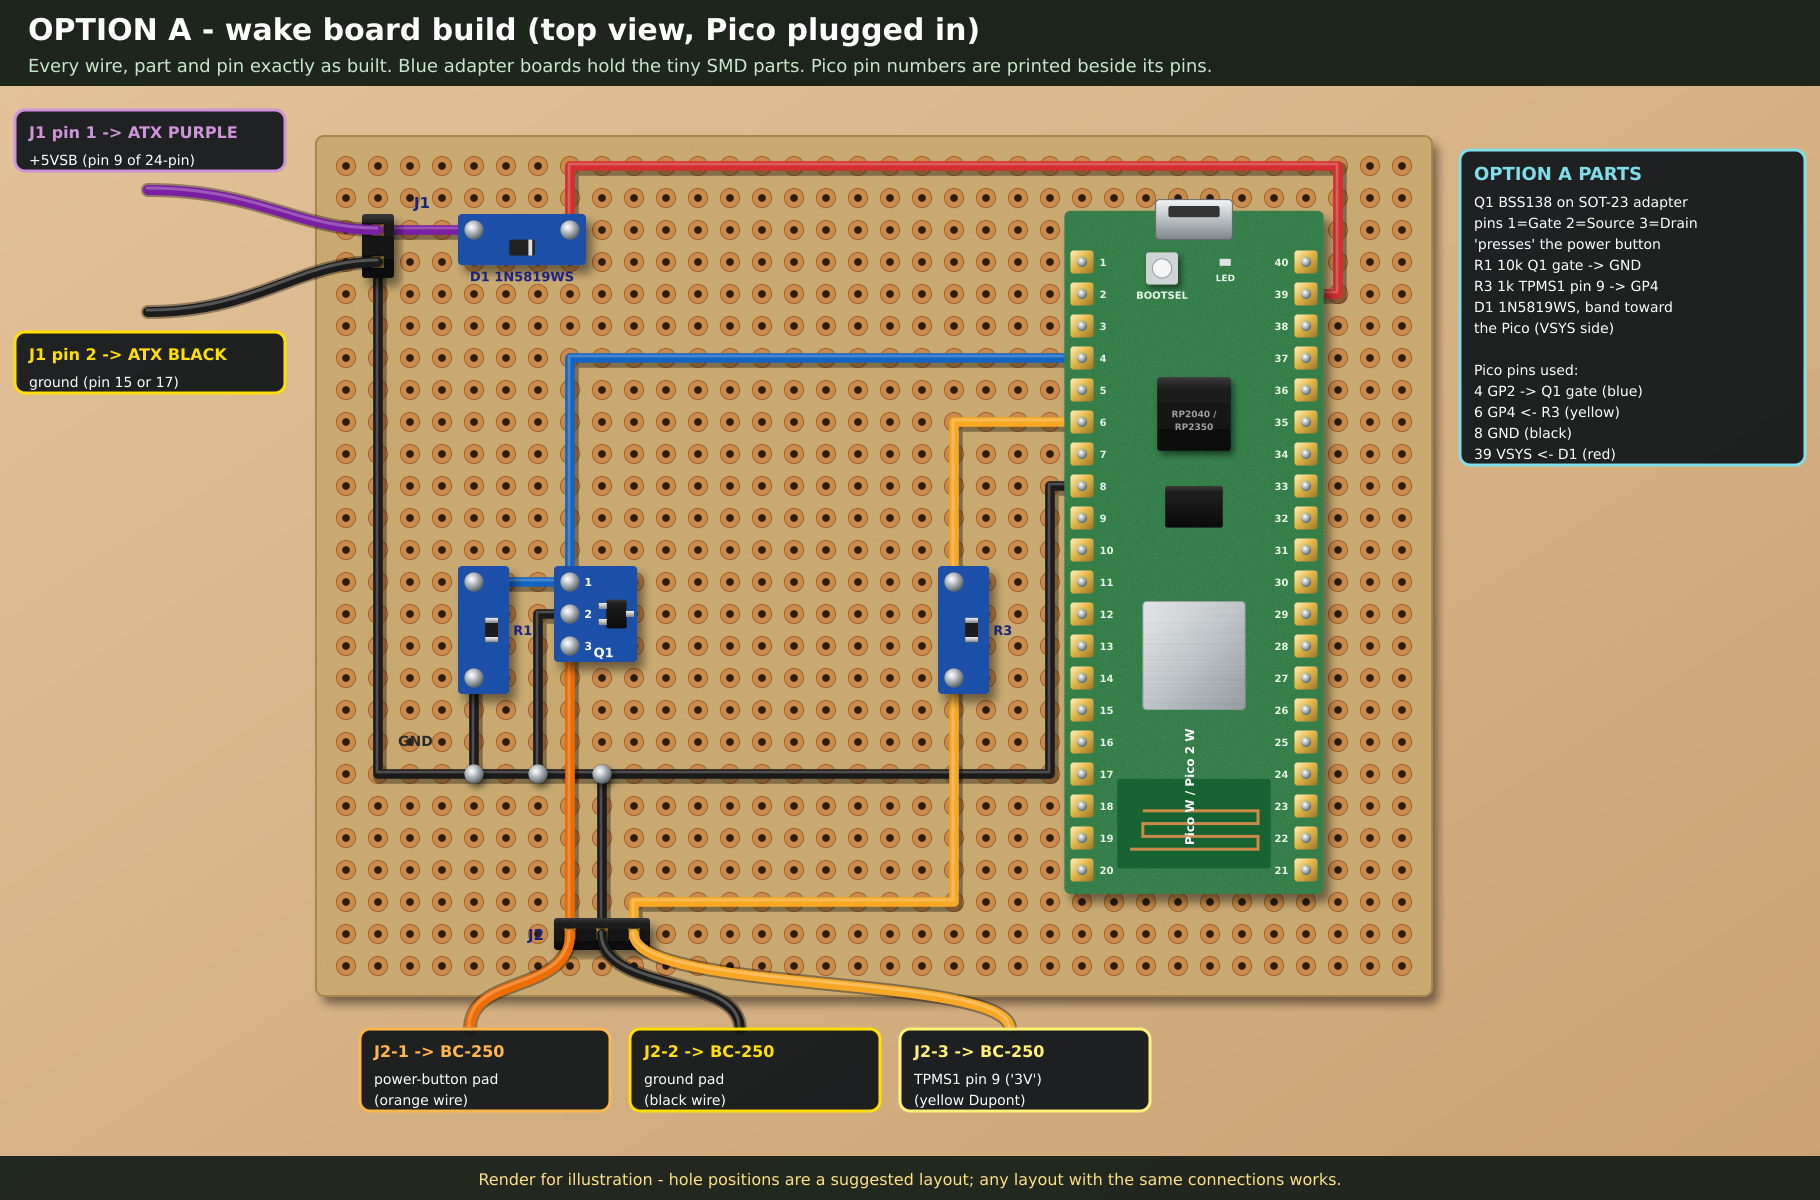 OPTION A - wake board build (top view, Pico plugged in)
Every wire, part and pin exactly as built. Blue adapter boards hold the tiny SMD parts. Pico pin numbers are printed beside its pins.
J1 pin 1 -> ATX PURPLE
+5VSB (pin 9 of 24-pin)
J1 pin 2 -> ATX BLACK
ground (pin 15 or 17)
J1
D1 1N5819WS
R1
1
2
3
Q1
R3
GND
J2
BOOTSEL
LED
RP2040 /
RP2350
Pico W / Pico 2 W
1
2
3
4
5
6
7
8
9
10
11
12
13
14
15
16
17
18
19
20
40
39
38
37
36
35
34
33
32
31
30
29
28
27
26
25
24
23
22
21
OPTION A PARTS
Q1 BSS138 on SOT-23 adapter
pins 1=Gate 2=Source 3=Drain
'presses' the power button
R1 10k Q1 gate -> GND
R3 1k TPMS1 pin 9 -> GP4
D1 1N5819WS, band toward
the Pico (VSYS side)
Pico pins used:
4 GP2 -> Q1 gate (blue)
6 GP4 <- R3 (yellow)
8 GND (black)
39 VSYS <- D1 (red)
J2-1 -> BC-250
power-button pad
(orange wire)
J2-2 -> BC-250
ground pad
(black wire)
J2-3 -> BC-250
TPMS1 pin 9 ('3V')
(yellow Dupont)
Render for illustration - hole positions are a suggested layout; any layout with the same connections works.